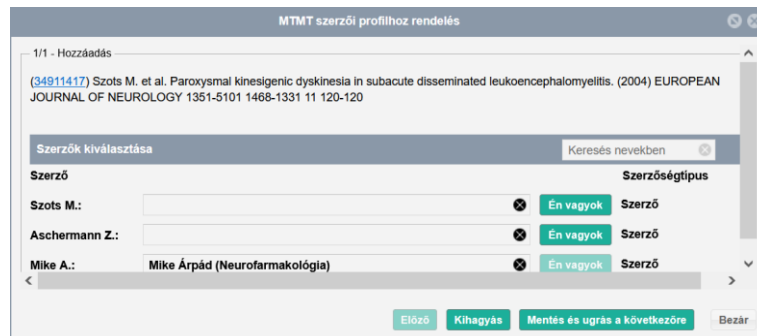 MTMT szerzői profilhoz rendelés
1/1 - Hozzáadás
(34911417) Szots M. et al. Paroxysmal kinesigenic dyskinesia in subacute disseminated leukoencephalomyelitis. (2004) EUROPEAN
JOURNAL OF NEUROLOGY 1351-5101 1468-1331 11 120-120
Szerzők kiválasztása Keresés nevekben
Szerző Szerzőségtípus
Szots M.: Én vagyok Szerző
Aschermann Z.: Én vagyok Szerző
Mike A.: Mike Árpád (Neurofarmakológia) Én vagyok Szerző
Előző Kihagyás Mentés és ugrás a következőre Bezár